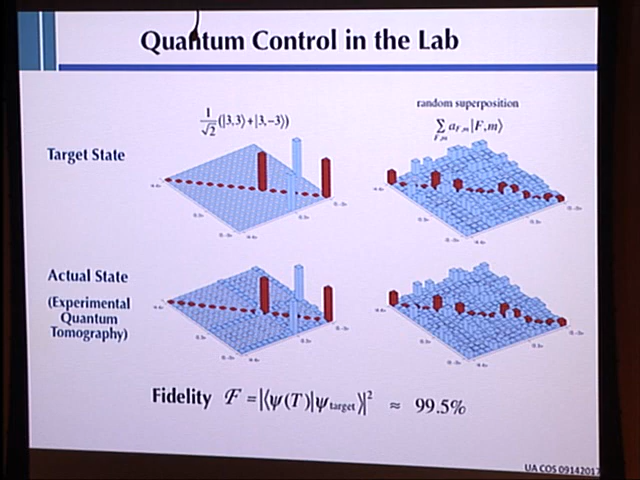 Quantum Control in the Lab
random superposition
1/√2 (|3,3⟩+|3,−3⟩)
∑ a_{F,m}|F,m⟩
F,m
Target State
Actual State
(Experimental
Quantum
Tomography)
Fidelity ℱ = |⟨ψ(T)|ψ_target⟩|² ≈ 99.5%
UA COS 09142017